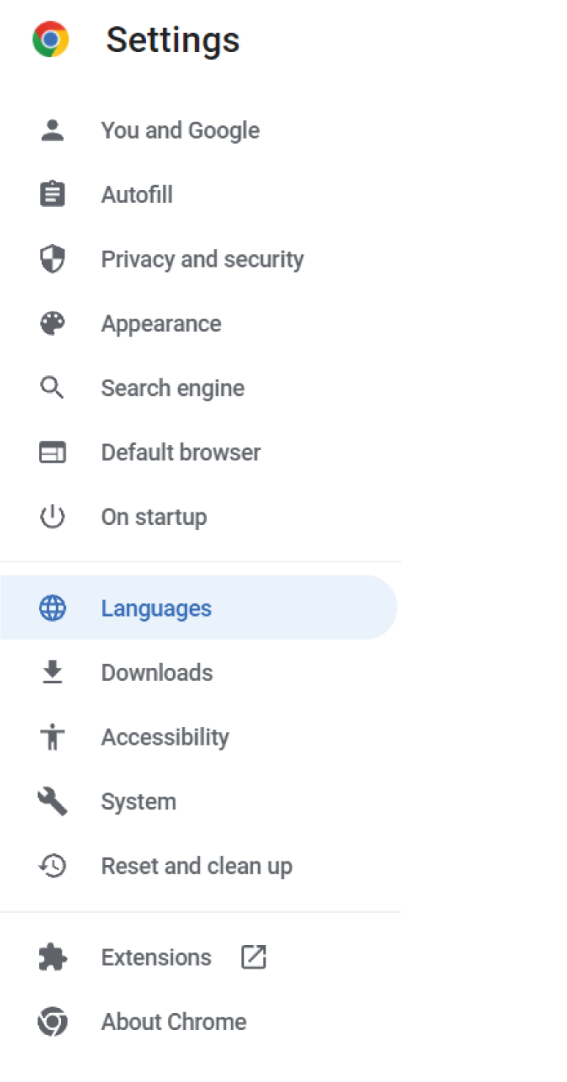 Settings
You and Google
Autofill
Privacy and security
Appearance
Search engine
Default browser
On startup
Languages
Downloads
Accessibility
System
Reset and clean up
Extensions
About Chrome